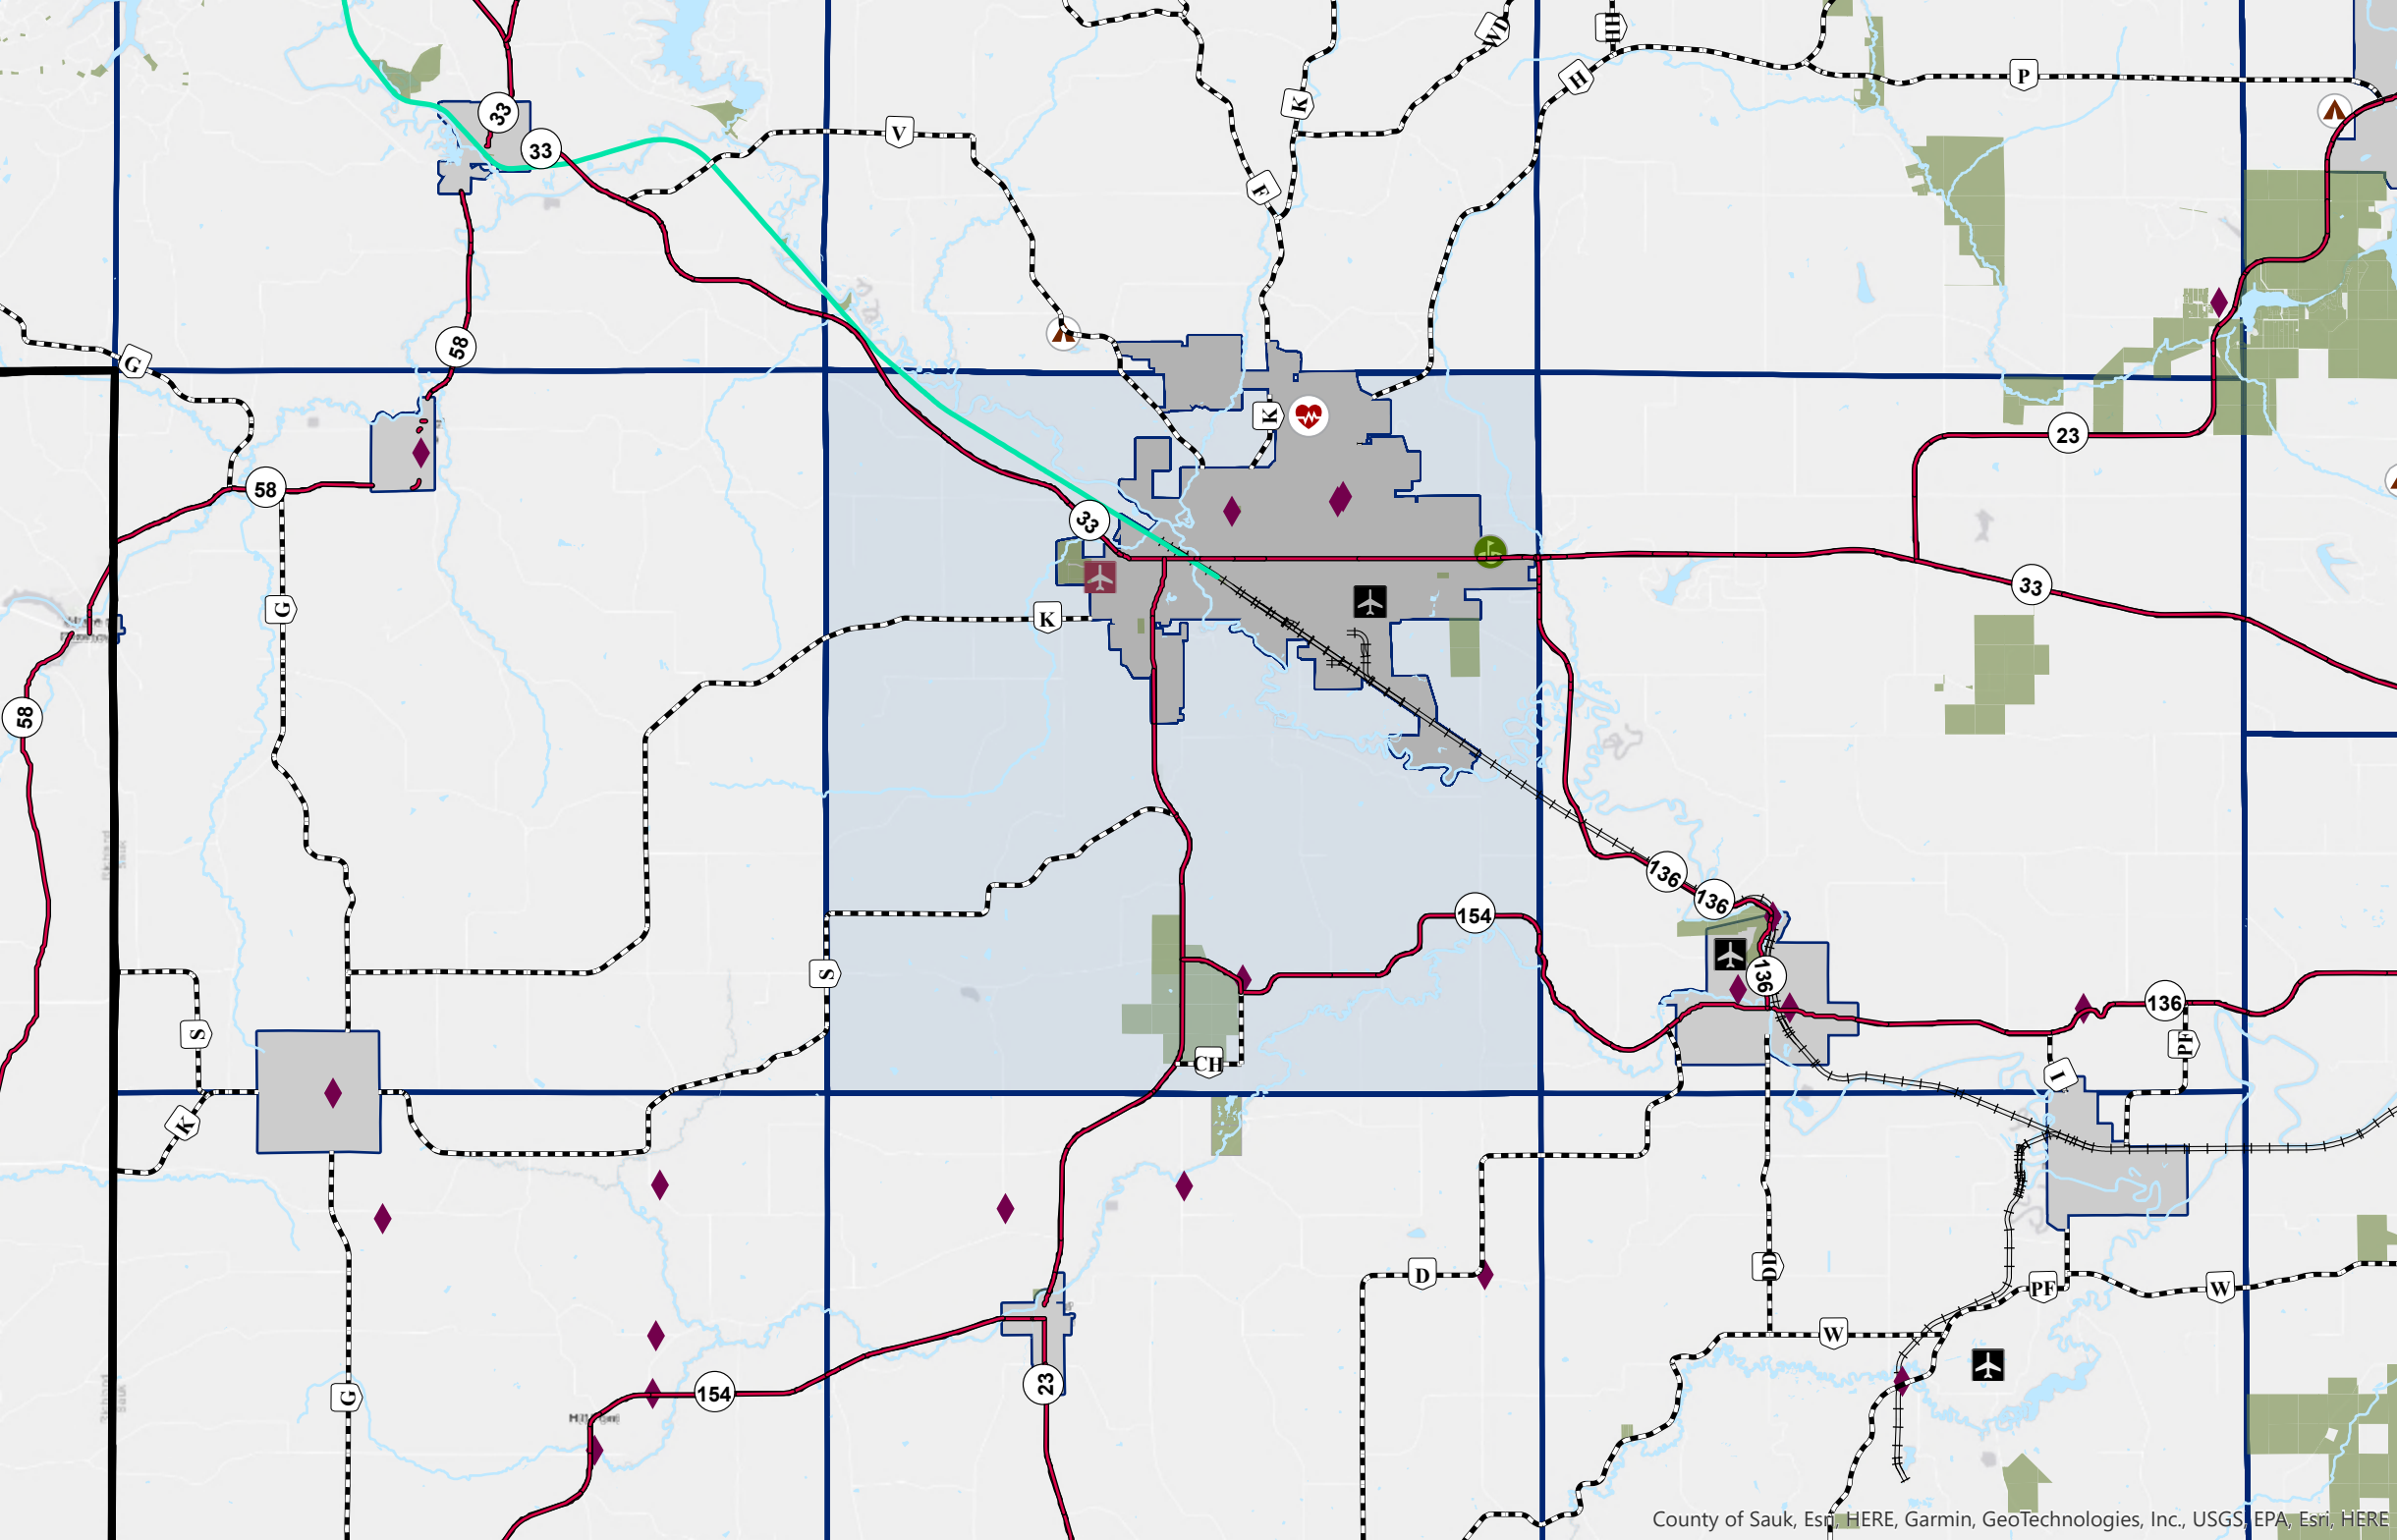 WD
HH
H
P
K
33
33
V
F
58
G
K
23
58
33
33
G
K
58
136
136
154
S
136
136
S
PF
CH
I
K
D
DD
PF
W
W
154
23
G
County of Sauk, Esri, HERE, Garmin, GeoTechnologies, Inc., USGS, EPA, Esri, HERE